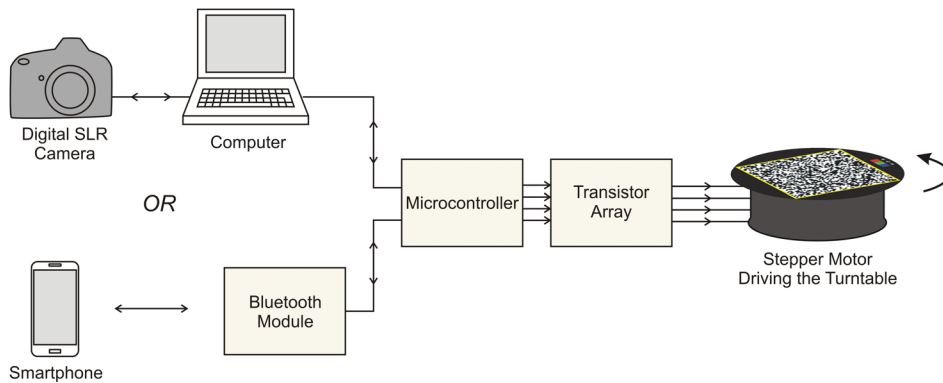 Digital SLR
Camera
Computer
OR
Microcontroller
Transistor
Array
Stepper Motor
Driving the Turntable
Bluetooth
Module
Smartphone